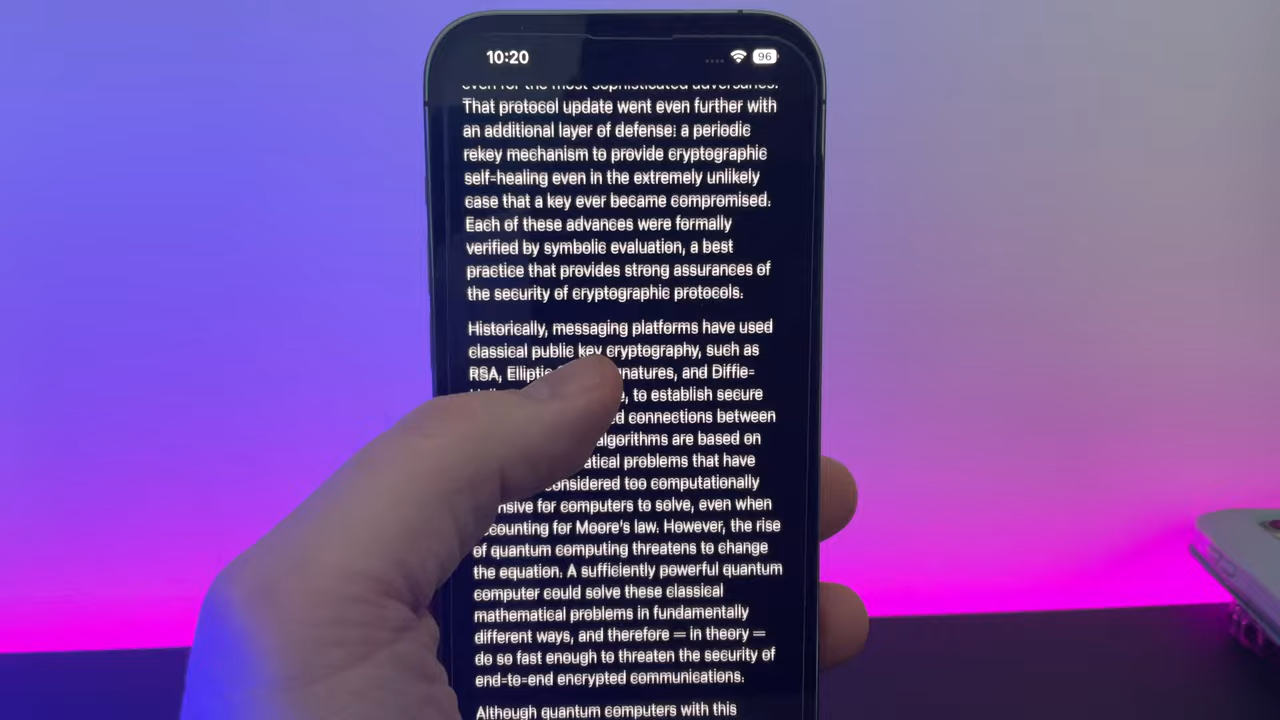 10:20
96
even for the most sophisticated adversaries.
That protocol update went even further with
an additional layer of defense: a periodic
rekey mechanism to provide cryptographic
self-healing even in the extremely unlikely
case that a key ever became compromised.
Each of these advances were formally
verified by symbolic evaluation, a best
practice that provides strong assurances of
the security of cryptographic protocols.
Historically, messaging platforms have used
classical public key cryptography, such as
RSA, Elliptic natures, and Diffie-
to establish secure
connections between
algorithms are based on
problems that have
considered too computationally
for computers to solve, even when
counting for Moore's law. However, the rise
of quantum computing threatens to change
the equation. A sufficiently powerful quantum
computer could solve these classical
mathematical problems in fundamentally
different ways, and therefore — in theory —
do so fast enough to threaten the security of
end-to-end encrypted communications.
Although quantum computers with this